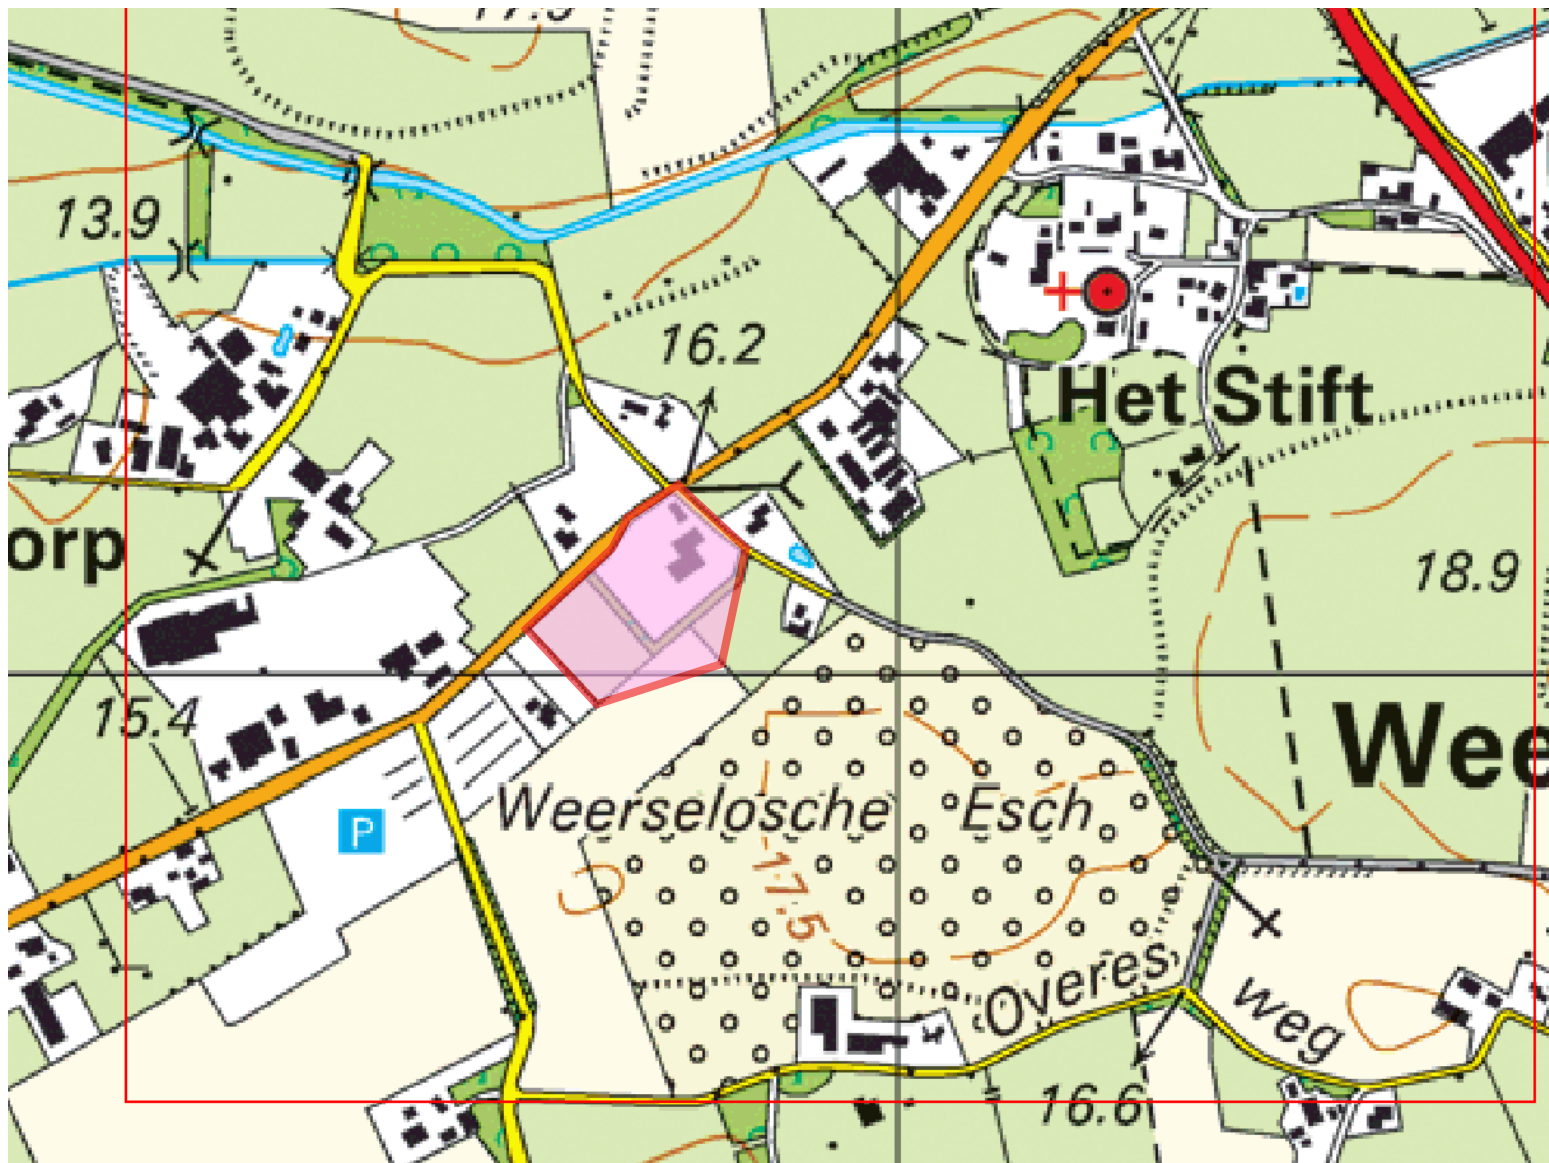 13.9
16.2
Het Stift
orp
18.9
15.4
Wee
P
Weerselosche Esch
17.5
Overes
weg
16.6